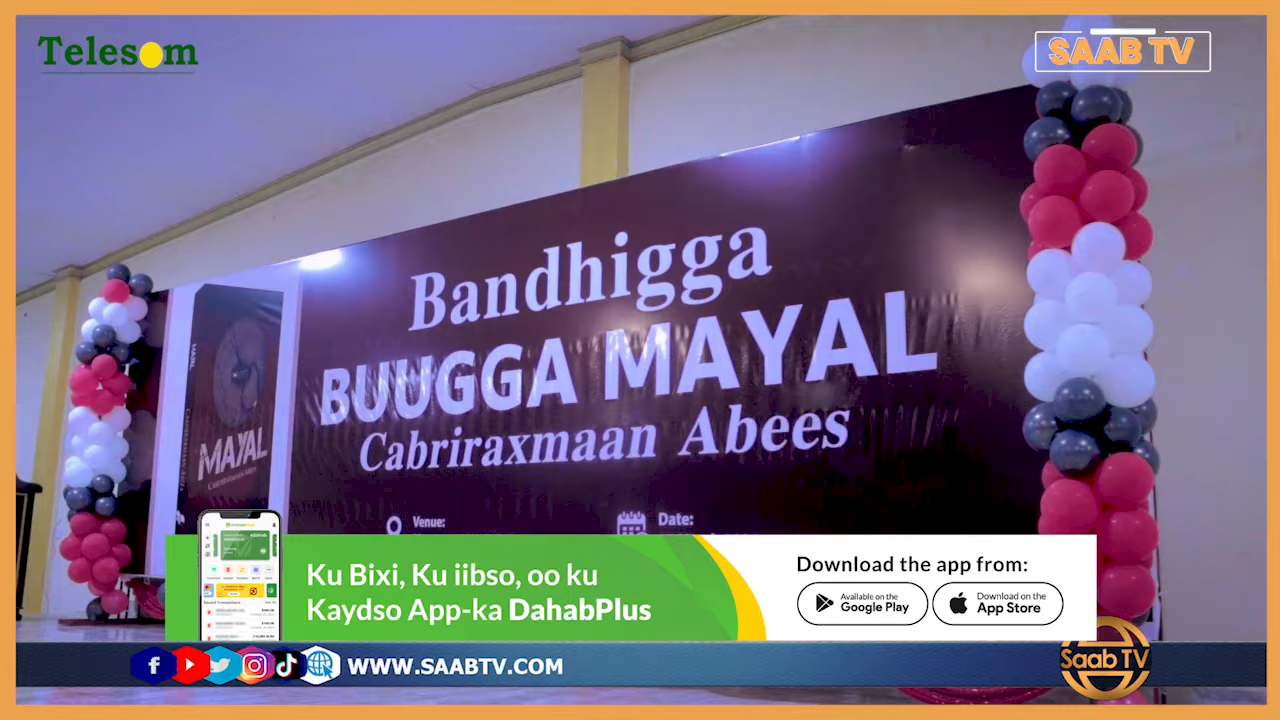 Telesom
SAAB TV
Bandhigga
BUUGGA MAYAL
Cabriraxmaan Abees
MAYAL
Venue:
Date:
Ku Bixi, Ku iibso, oo ku
Kaydso App-ka DahabPlus
Download the app from:
Available on the
Google Play
Download on the
App Store
WWW.SAABTV.COM
Saab TV